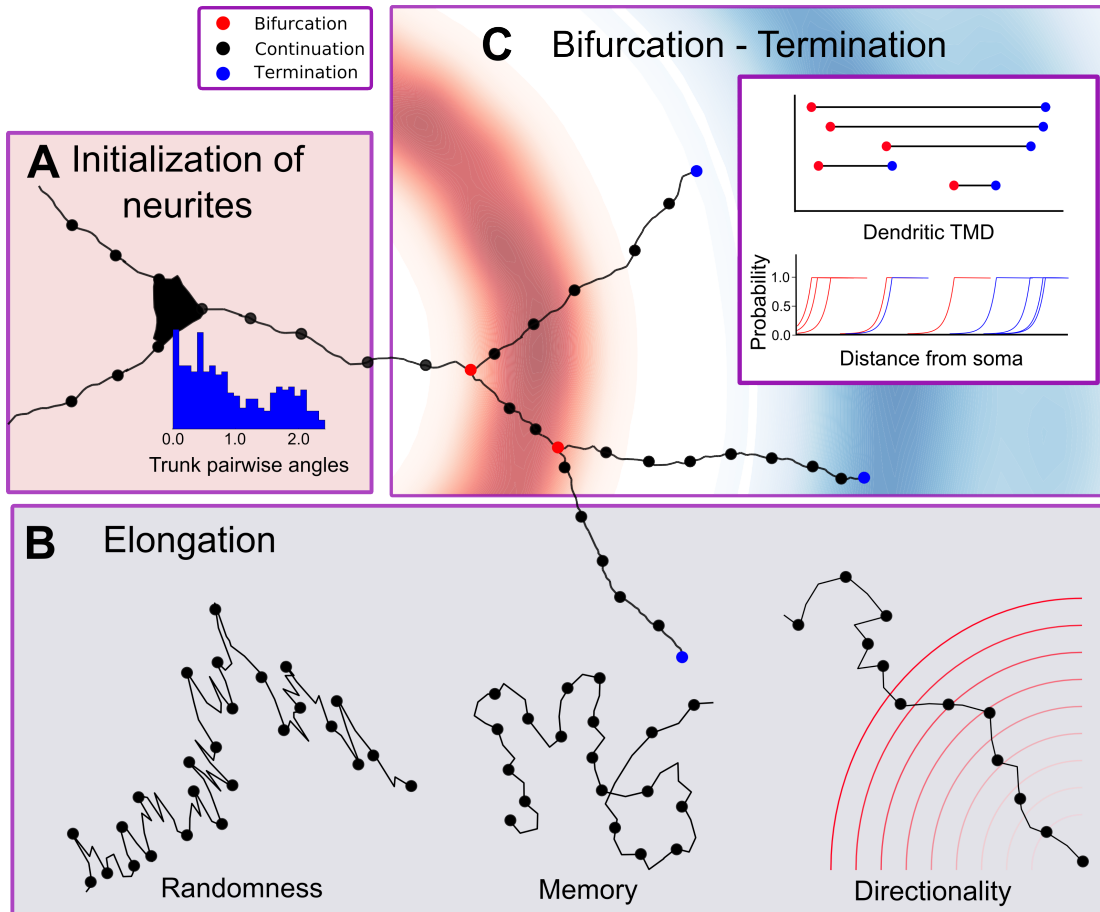 Bifurcation
Continuation
Termination
A Initialization of
neurites
0.0 1.0 2.0
Trunk pairwise angles
C Bifurcation - Termination
Dendritic TMD
Probability
1.0
0.5
0.0
Distance from soma
B Elongation
Randomness
Memory
Directionality